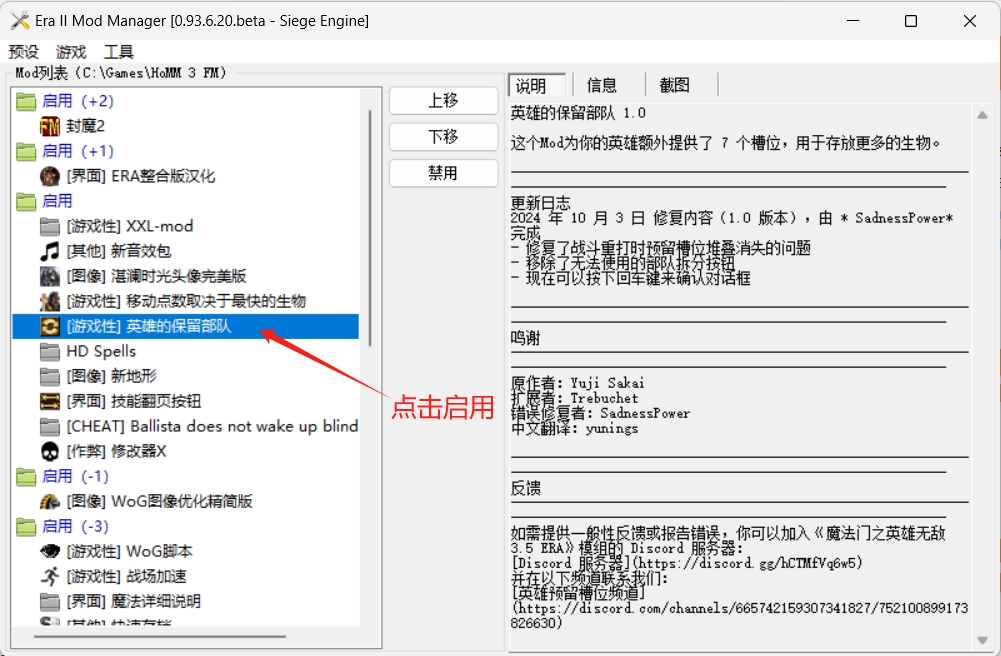 Era II Mod Manager [0.93.6.20.beta - Siege Engine]
预设 游戏 工具
Mod列表 (C:\Games\HoMM 3 FM)
启用 (+2)
封魔2
启用 (+1)
[界面] ERA整合版汉化
启用
[游戏性] XXL-mod
[其他] 新音效包
[图像] 湛澜时光头像完美版
[游戏性] 移动点数取决于最快的生物
[游戏性] 英雄的保留部队
HD Spells
[图像] 新地形
[界面] 技能翻页按钮
[CHEAT] Ballista does not wake up blind
[作弊] 修改器X
启用 (-1)
[图像] WoG图像优化精简版
启用 (-3)
[游戏性] WoG脚本
[游戏性] 战场加速
[界面] 魔法详细说明
[其他] 快速存档
上移
下移
禁用
点击启用
说明 信息 截图
英雄的保留部队 1.0
这个Mod为你的英雄额外提供了 7 个槽位，用于存放更多的生物。
更新日志
2024 年 10 月 3 日 修复内容（1.0 版本），由 * SadnessPower*
完成
- 修复了战斗重打时预留槽位堆叠消失的问题
- 移除了无法使用的部队拆分按钮
- 现在可以按下回车键来确认对话框
鸣谢
原作者: Yuji Sakai
扩展者: Trebuchet
错误修复者: SadnessPower
中文翻译: yunings
反馈
如需提供一般性反馈或报告错误，你可以加入《魔法门之英雄无敌
3.5 ERA》模组的 Discord 服务器:
[Discord 服务器](https://discord.gg/hCTMfVq6w5)
并在以下频道联系我们:
[英雄预留槽位频道]
(https://discord.com/channels/665742159307341827/752100899173
826630)